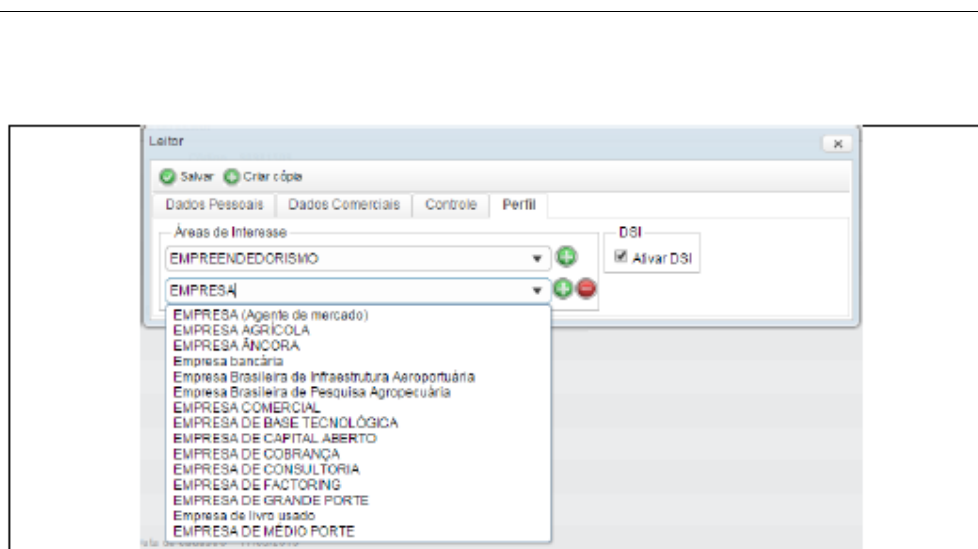 Leitor
Salvar Criar cópia
Dados Pessoais Dados Comerciais Controle Perfil
Áreas de Interesse DSI
EMPREENDEDORISMO Ativar DSI
EMPRESA
EMPRESA (Agente de mercado)
EMPRESA AGRÍCOLA
EMPRESA ÂNCORA
Empresa bancária
Empresa Brasileira de Infraestrutura Aeroportuária
Empresa Brasileira de Pesquisa Agropecuária
EMPRESA COMERCIAL
EMPRESA DE BASE TECNOLÓGICA
EMPRESA DE CAPITAL ABERTO
EMPRESA DE COBRANÇA
EMPRESA DE CONSULTORIA
EMPRESA DE FACTORING
EMPRESA DE GRANDE PORTE
Empresa de livro usado
EMPRESA DE MÉDIO PORTE